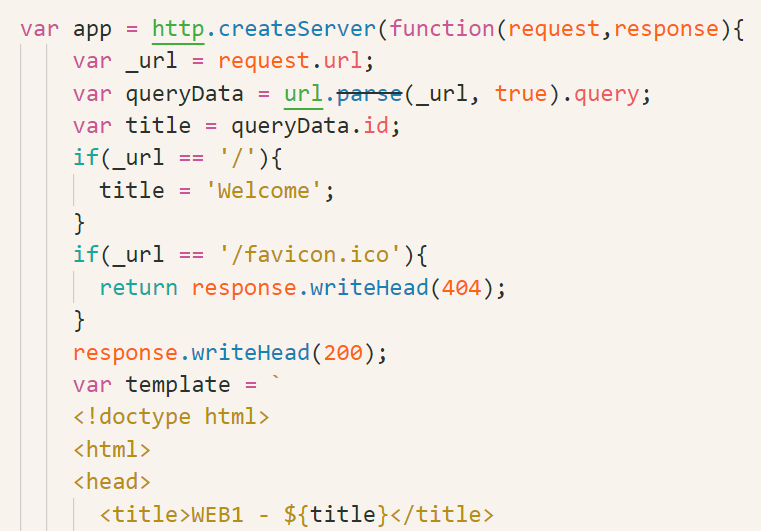 var app = http.createServer(function(request,response){
    var _url = request.url;
    var queryData = url.parse(_url, true).query;
    var title = queryData.id;
    if(_url == '/'){
      title = 'Welcome';
    }
    if(_url == '/favicon.ico'){
      return response.writeHead(404);
    }
    response.writeHead(200);
    var template = `
    <!doctype html>
    <html>
    <head>
      <title>WEB1 - ${title}</title>